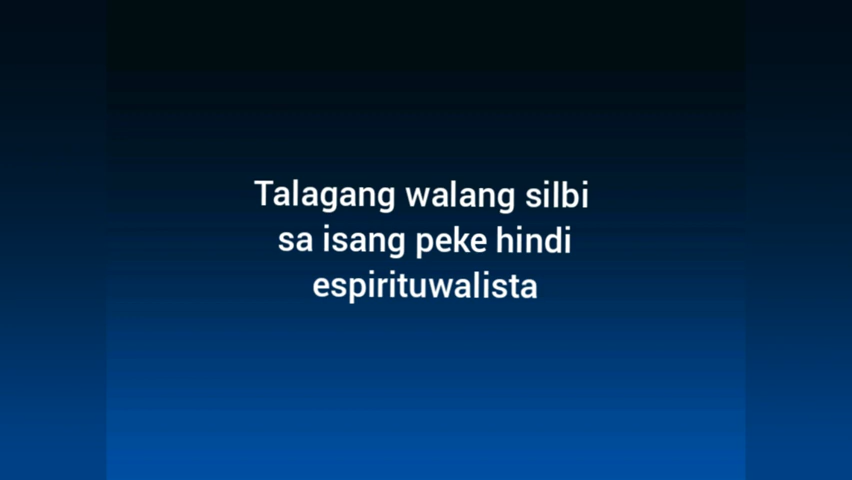 Talagang walang silbi
sa isang peke hindi
espirituwalista